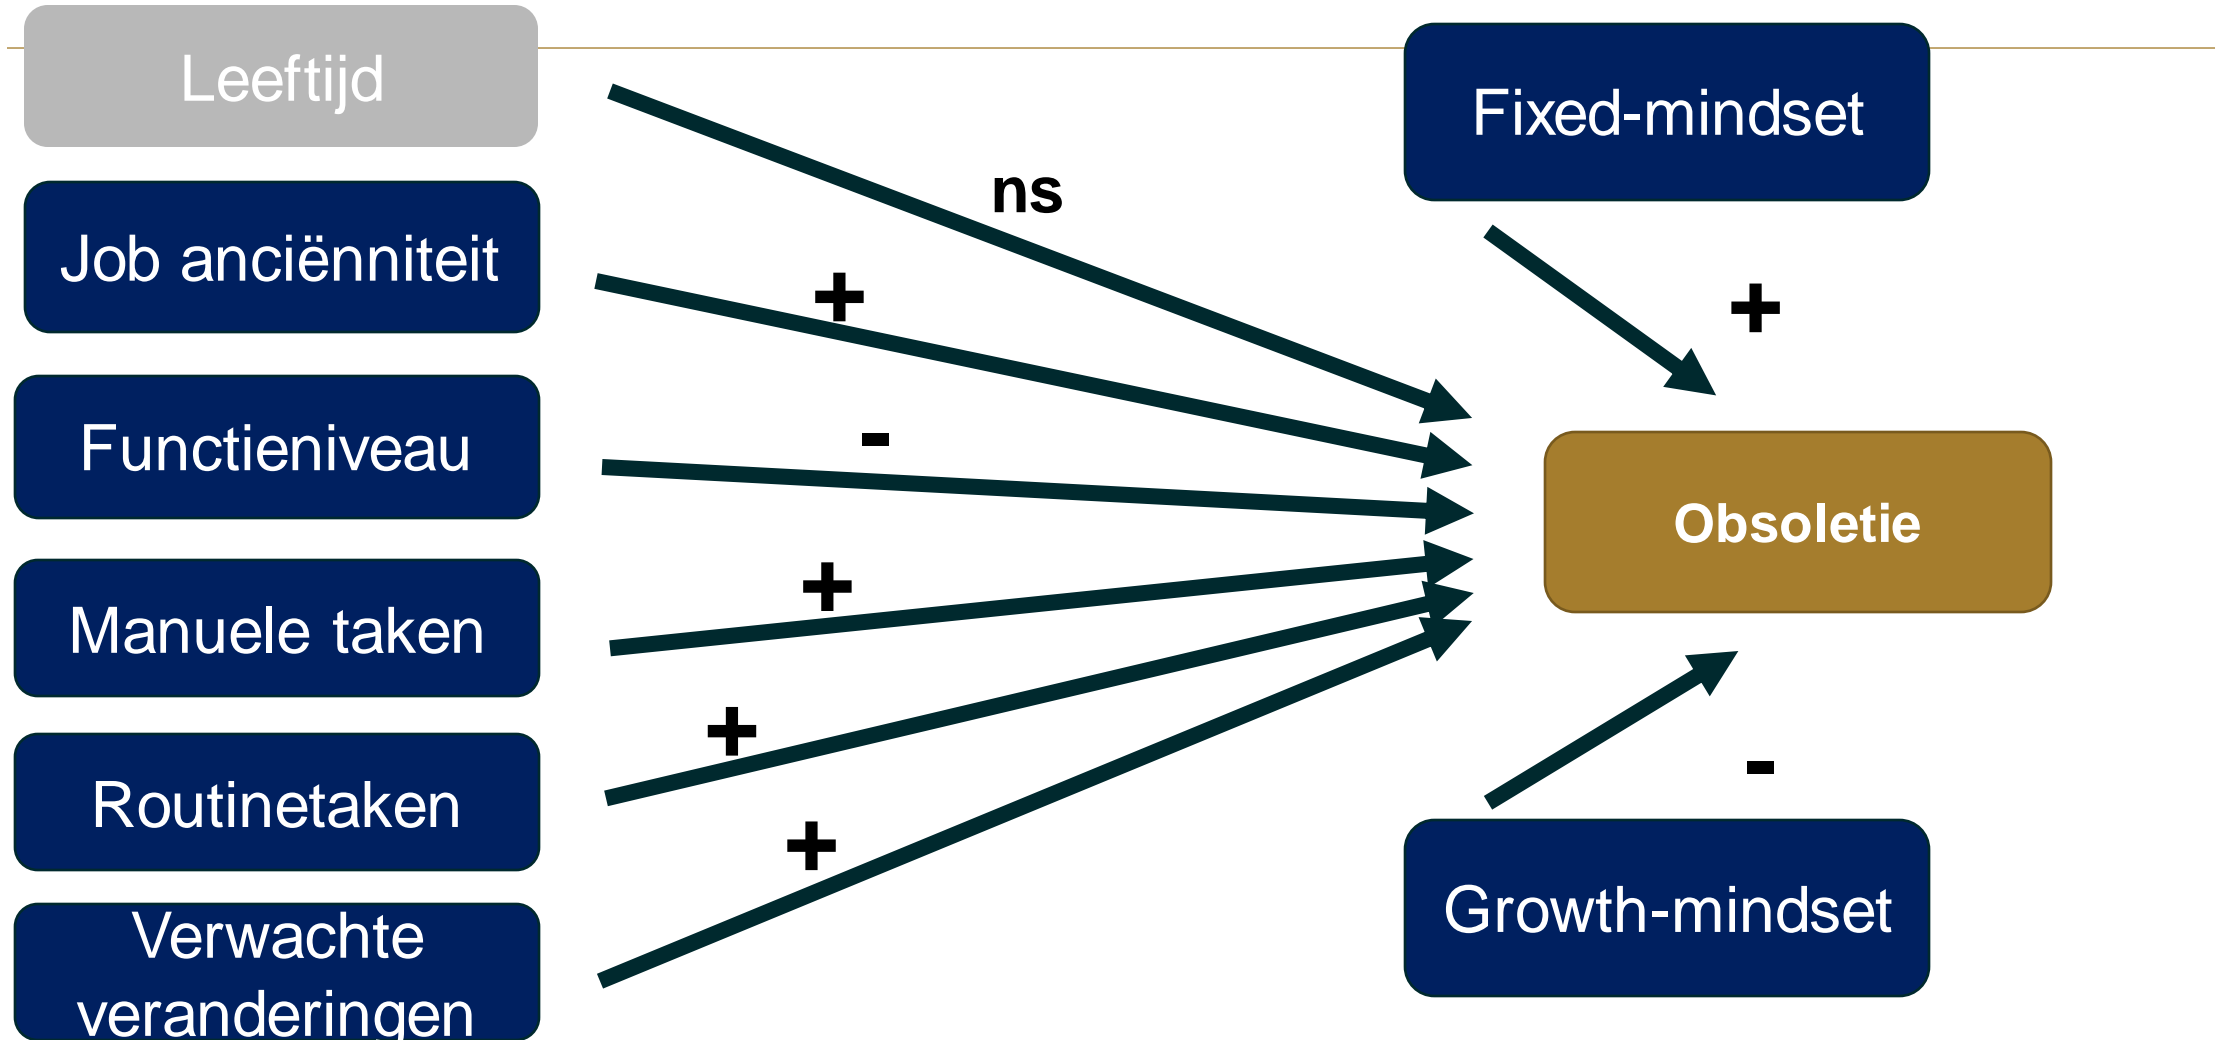 Leeftijd
Fixed-mindset
ns
Job anciënniteit
+
+
Functieniveau
-
Obsoletie
Manuele taken
+
Routinetaken
+
-
Verwachte
veranderingen
+
Growth-mindset